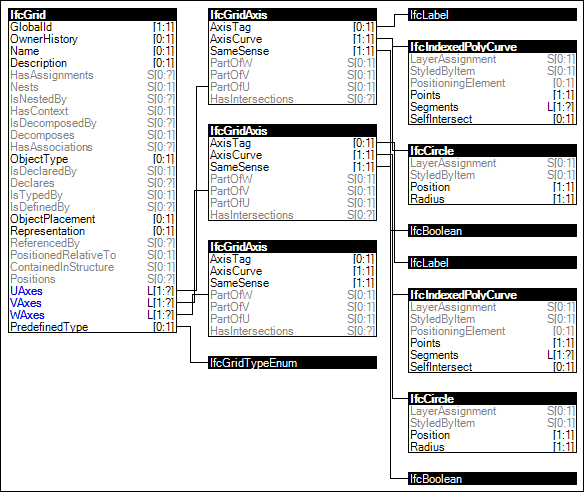 IfcGrid
GlobalId [1:1]
OwnerHistory [0:1]
Name [0:1]
Description [0:1]
HasAssignments S[0:?]
Nests S[0:1]
IsNestedBy S[0:?]
HasContext S[0:1]
IsDecomposedBy S[0:?]
Decomposes S[0:1]
HasAssociations S[0:?]
ObjectType [0:1]
IsDeclaredBy S[0:1]
Declares S[0:?]
IsTypedBy S[0:1]
IsDefinedBy S[0:?]
ObjectPlacement [0:1]
Representation [0:1]
ReferencedBy S[0:?]
PositionedRelativeTo S[0:1]
ContainedInStructure S[0:1]
Positions S[0:?]
UAxes L[1:?]
VAxes L[1:?]
WAxes L[1:?]
PredefinedType [0:1]
IfcGridAxis
AxisTag [0:1]
AxisCurve [1:1]
SameSense [1:1]
PartOfW S[0:1]
PartOfV S[0:1]
PartOfU S[0:1]
HasIntersections S[0:?]
IfcGridAxis
AxisTag [0:1]
AxisCurve [1:1]
SameSense [1:1]
PartOfW S[0:1]
PartOfV S[0:1]
PartOfU S[0:1]
HasIntersections S[0:?]
IfcGridAxis
AxisTag [0:1]
AxisCurve [1:1]
SameSense [1:1]
PartOfW S[0:1]
PartOfV S[0:1]
PartOfU S[0:1]
HasIntersections S[0:?]
IfcGridTypeEnum
IfcLabel
IfcIndexedPolyCurve
LayerAssignment S[0:1]
StyledByItem S[0:1]
PositioningElement [0:1]
Points [1:1]
Segments L[1:?]
SelfIntersect [0:1]
IfcCircle
LayerAssignment S[0:1]
StyledByItem S[0:1]
Position [1:1]
Radius [1:1]
IfcBoolean
IfcLabel
IfcIndexedPolyCurve
LayerAssignment S[0:1]
StyledByItem S[0:1]
PositioningElement [0:1]
Points [1:1]
Segments L[1:?]
SelfIntersect [0:1]
IfcCircle
LayerAssignment S[0:1]
StyledByItem S[0:1]
Position [1:1]
Radius [1:1]
IfcBoolean